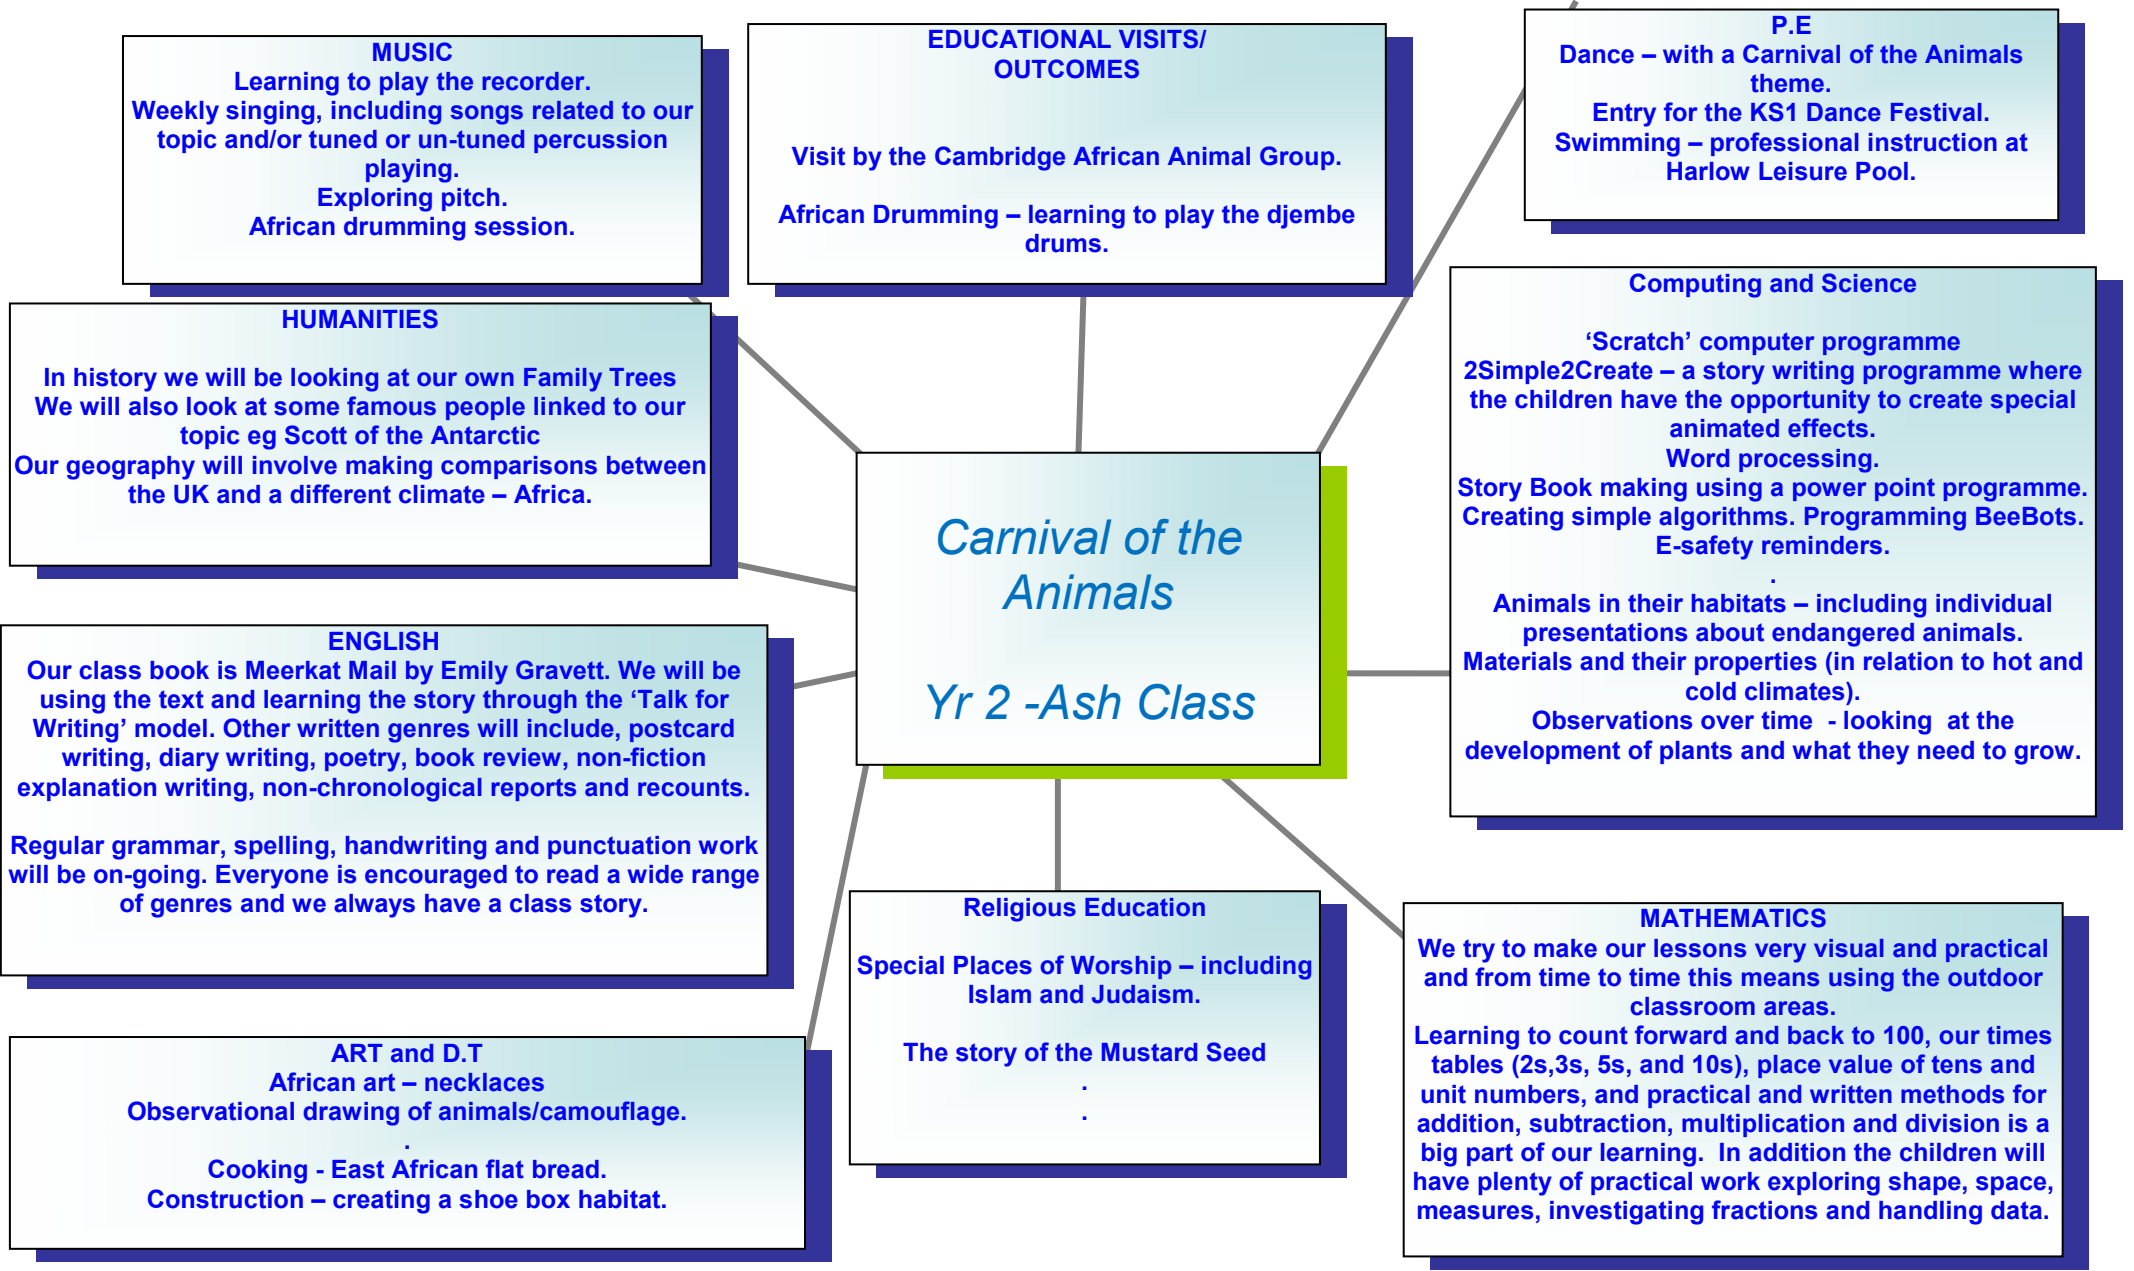 MUSIC
Learning to play the recorder.
Weekly singing, including songs related to our
topic and/or tuned or un-tuned percussion
playing.
Exploring pitch.
African drumming session.
EDUCATIONAL VISITS/
OUTCOMES
Visit by the Cambridge African Animal Group.
African Drumming – learning to play the djembe
drums.
P.E
Dance – with a Carnival of the Animals
theme.
Entry for the KS1 Dance Festival.
Swimming – professional instruction at
Harlow Leisure Pool.
HUMANITIES
In history we will be looking at our own Family Trees
We will also look at some famous people linked to our
topic eg Scott of the Antarctic
Our geography will involve making comparisons between
the UK and a different climate – Africa.
Computing and Science
‘Scratch’ computer programme
2Simple2Create – a story writing programme where
the children have the opportunity to create special
animated effects.
Word processing.
Story Book making using a power point programme.
Creating simple algorithms. Programming BeeBots.
E-safety reminders.
.
Animals in their habitats – including individual
presentations about endangered animals.
Materials and their properties (in relation to hot and
cold climates).
Observations over time  - looking  at the
development of plants and what they need to grow.
Carnival of the
Animals
Yr 2 -Ash Class
ENGLISH
Our class book is Meerkat Mail by Emily Gravett. We will be
using the text and learning the story through the ‘Talk for
Writing’ model. Other written genres will include, postcard
writing, diary writing, poetry, book review, non-fiction
explanation writing, non-chronological reports and recounts.
Regular grammar, spelling, handwriting and punctuation work
will be on-going. Everyone is encouraged to read a wide range
of genres and we always have a class story.
Religious Education
Special Places of Worship – including
Islam and Judaism.
The story of the Mustard Seed
.
.
MATHEMATICS
We try to make our lessons very visual and practical
and from time to time this means using the outdoor
classroom areas.
Learning to count forward and back to 100, our times
tables (2s,3s, 5s, and 10s), place value of tens and
unit numbers, and practical and written methods for
addition, subtraction, multiplication and division is a
big part of our learning.  In addition the children will
have plenty of practical work exploring shape, space,
measures, investigating fractions and handling data.
ART and D.T
African art – necklaces
Observational drawing of animals/camouflage.
.
Cooking - East African flat bread.
Construction – creating a shoe box habitat.